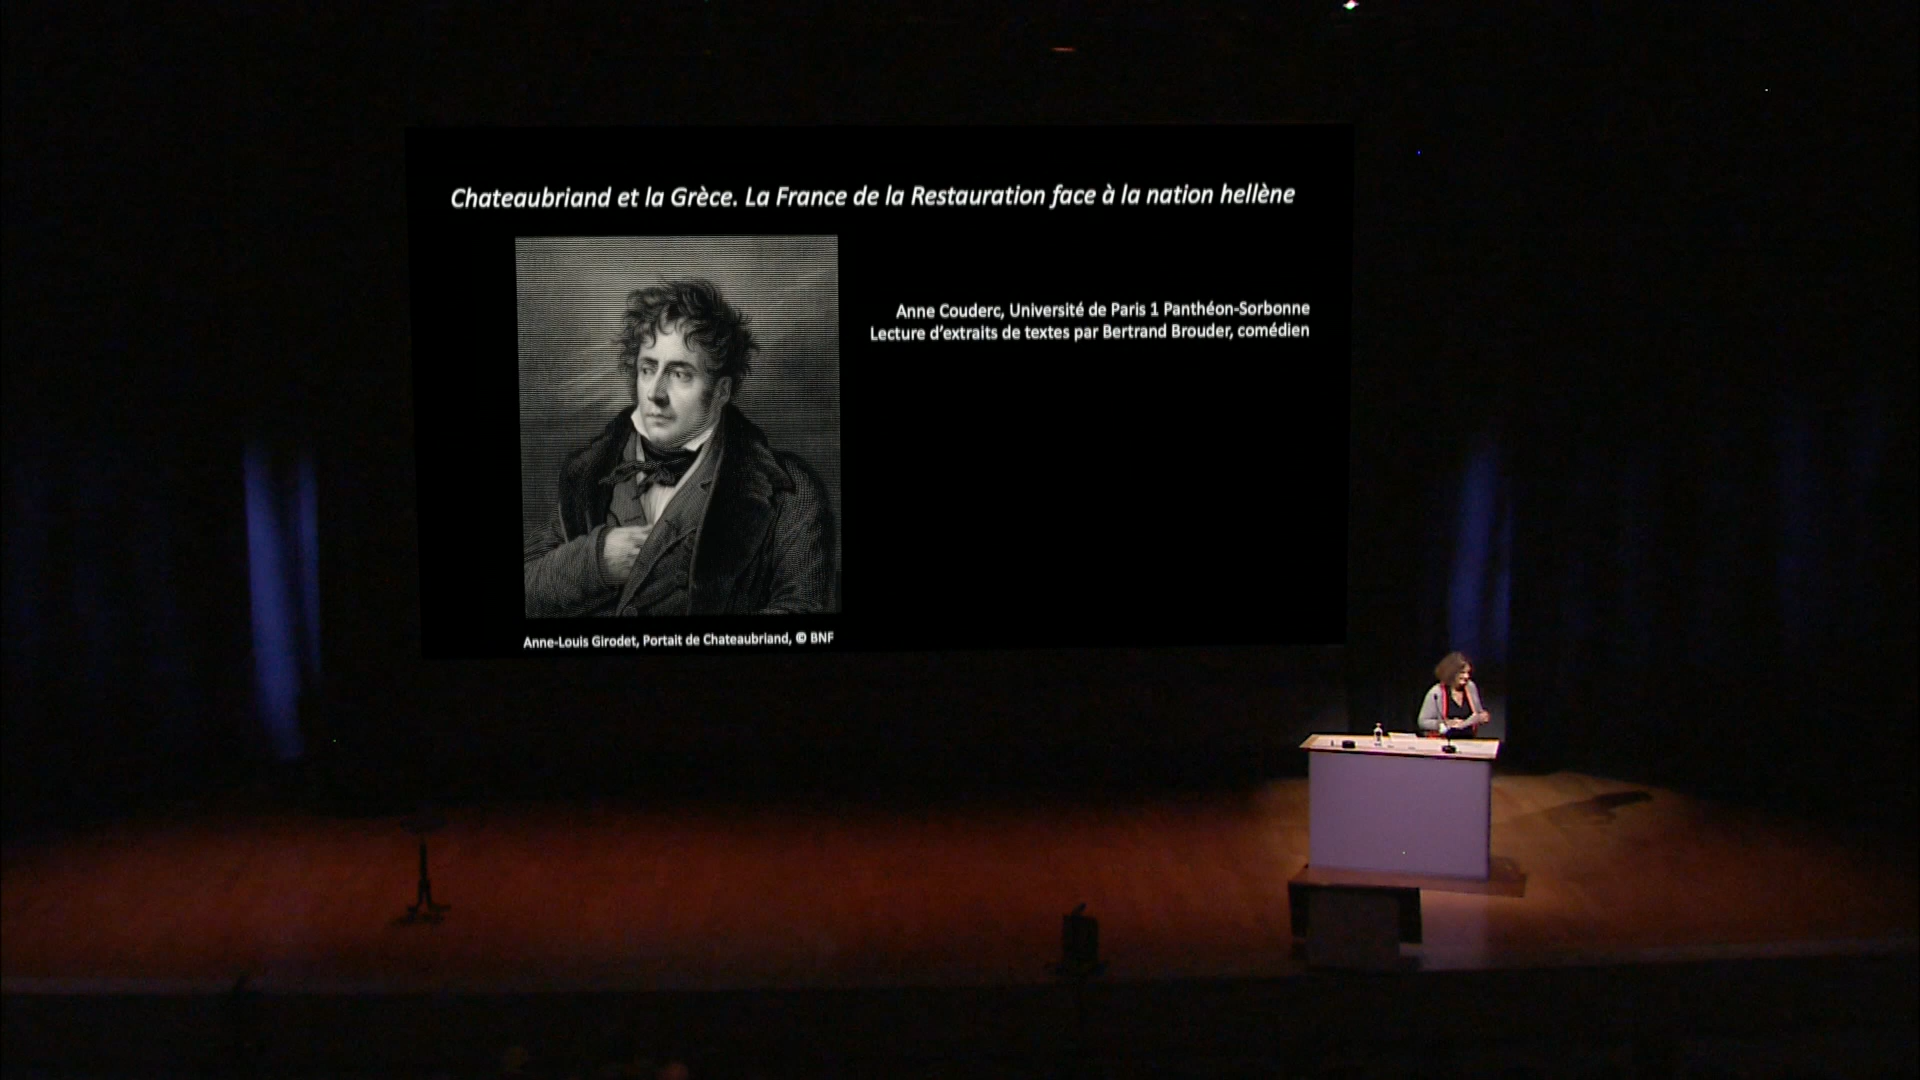 Chateaubriand et la Grèce. La France de la Restauration face à la nation hellène
Anne Couderc, Université de Paris 1 Panthéon-Sorbonne
Lecture d'extraits de textes par Bertrand Brouder, comédien
Anne-Louis Girodet, Portait de Chateaubriand, © BNF